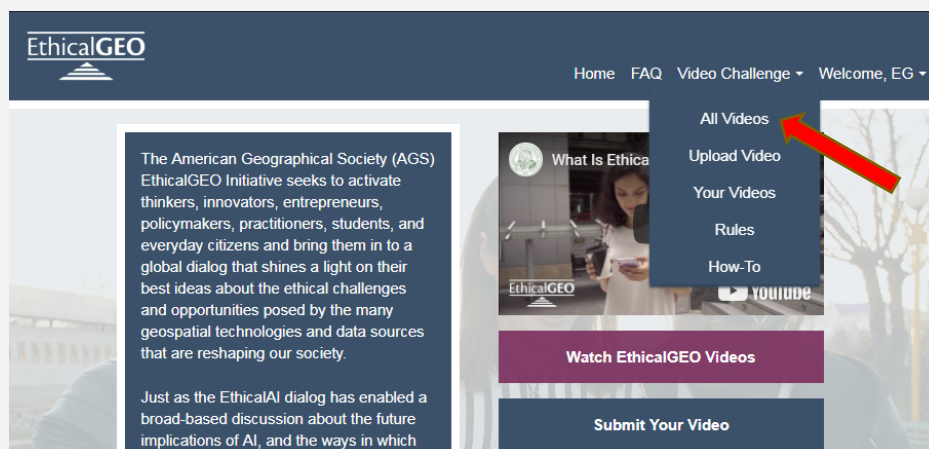 EthicalGEO
Home FAQ Video Challenge Welcome, EG
All Videos
Upload Video
Your Videos
Rules
How-To
The American Geographical Society (AGS)
EthicalGEO Initiative seeks to activate
thinkers, innovators, entrepreneurs,
policymakers, practitioners, students, and
everyday citizens and bring them in to a
global dialog that shines a light on their
best ideas about the ethical challenges
and opportunities posed by the many
geospatial technologies and data sources
that are reshaping our society.
Just as the EthicalAI dialog has enabled a
broad-based discussion about the future
implications of AI, and the ways in which
What Is Ethica
EthicalGEO
YouTube
Watch EthicalGEO Videos
Submit Your Video